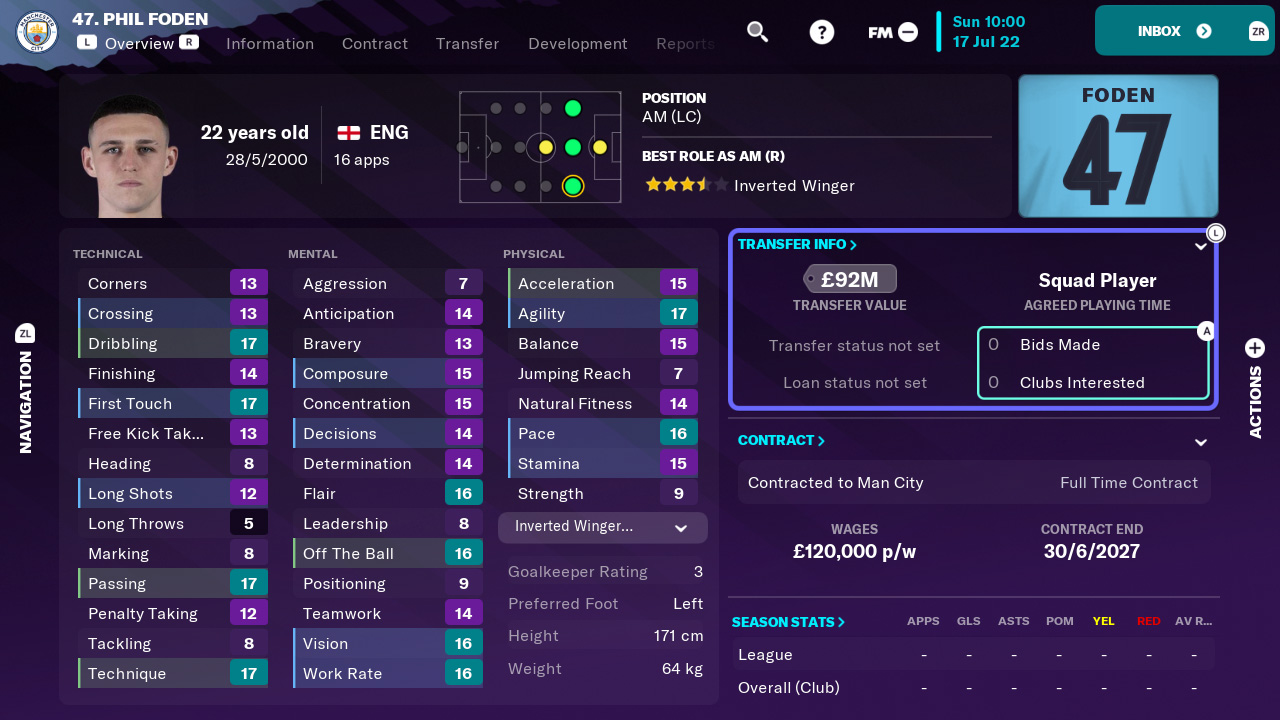 47. PHIL FODEN
L Overview R Information Contract Transfer Development Reports
FM
Sun 10:00
17 Jul 22
INBOX
ZR
MANCHESTER
CITY
22 years old
28/5/2000
ENG
16 apps
POSITION
AM (LC)
BEST ROLE AS AM (R)
Inverted Winger
FODEN
47
ZL
NAVIGATION
TECHNICAL
Corners 13
Crossing 13
Dribbling 17
Finishing 14
First Touch 17
Free Kick Tak... 13
Heading 8
Long Shots 12
Long Throws 5
Marking 8
Passing 17
Penalty Taking 12
Tackling 8
Technique 17
MENTAL
Aggression 7
Anticipation 14
Bravery 13
Composure 15
Concentration 15
Decisions 14
Determination 14
Flair 16
Leadership 8
Off The Ball 16
Positioning 9
Teamwork 14
Vision 16
Work Rate 16
PHYSICAL
Acceleration 15
Agility 17
Balance 15
Jumping Reach 7
Natural Fitness 14
Pace 16
Stamina 15
Strength 9
Inverted Winger...
Goalkeeper Rating 3
Preferred Foot Left
Height 171 cm
Weight 64 kg
TRANSFER INFO
L
£92M
TRANSFER VALUE
Squad Player
AGREED PLAYING TIME
Transfer status not set
Loan status not set
A
0 Bids Made
0 Clubs Interested
CONTRACT
Contracted to Man City Full Time Contract
WAGES
£120,000 p/w
CONTRACT END
30/6/2027
SEASON STATS APPS GLS ASTS POM YEL RED AV R...
League - - - - - - -
Overall (Club) - - - - - - -
ACTIONS